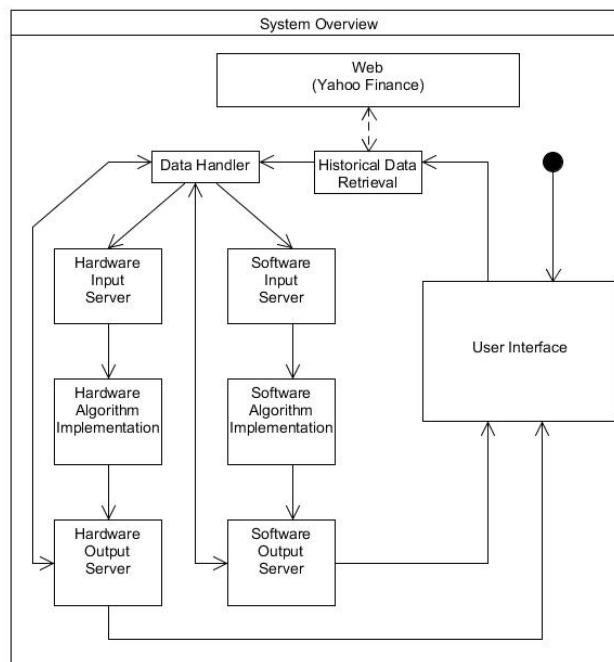 System Overview
Web
(Yahoo Finance)
Data Handler
Historical Data
Retrieval
Hardware
Input
Server
Software
Input
Server
User Interface
Hardware
Algorithm
Implementation
Software
Algorithm
Implementation
Hardware
Output
Server
Software
Output
Server